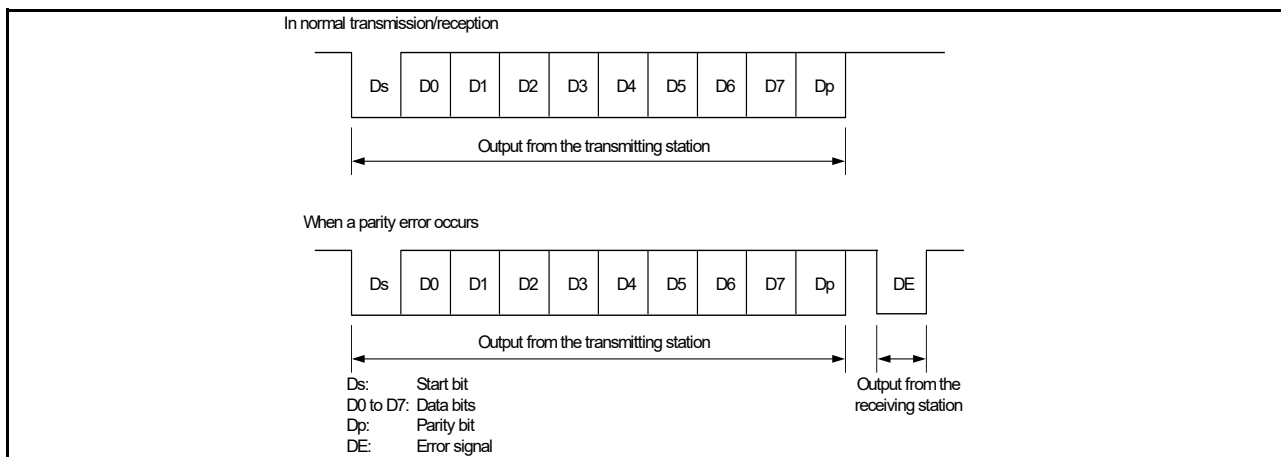 In normal transmission/reception
Ds D0 D1 D2 D3 D4 D5 D6 D7 Dp
Output from the transmitting station
When a parity error occurs
Ds D0 D1 D2 D3 D4 D5 D6 D7 Dp DE
Output from the transmitting station
Output from the
receiving station
Ds: Start bit
D0 to D7: Data bits
Dp: Parity bit
DE: Error signal